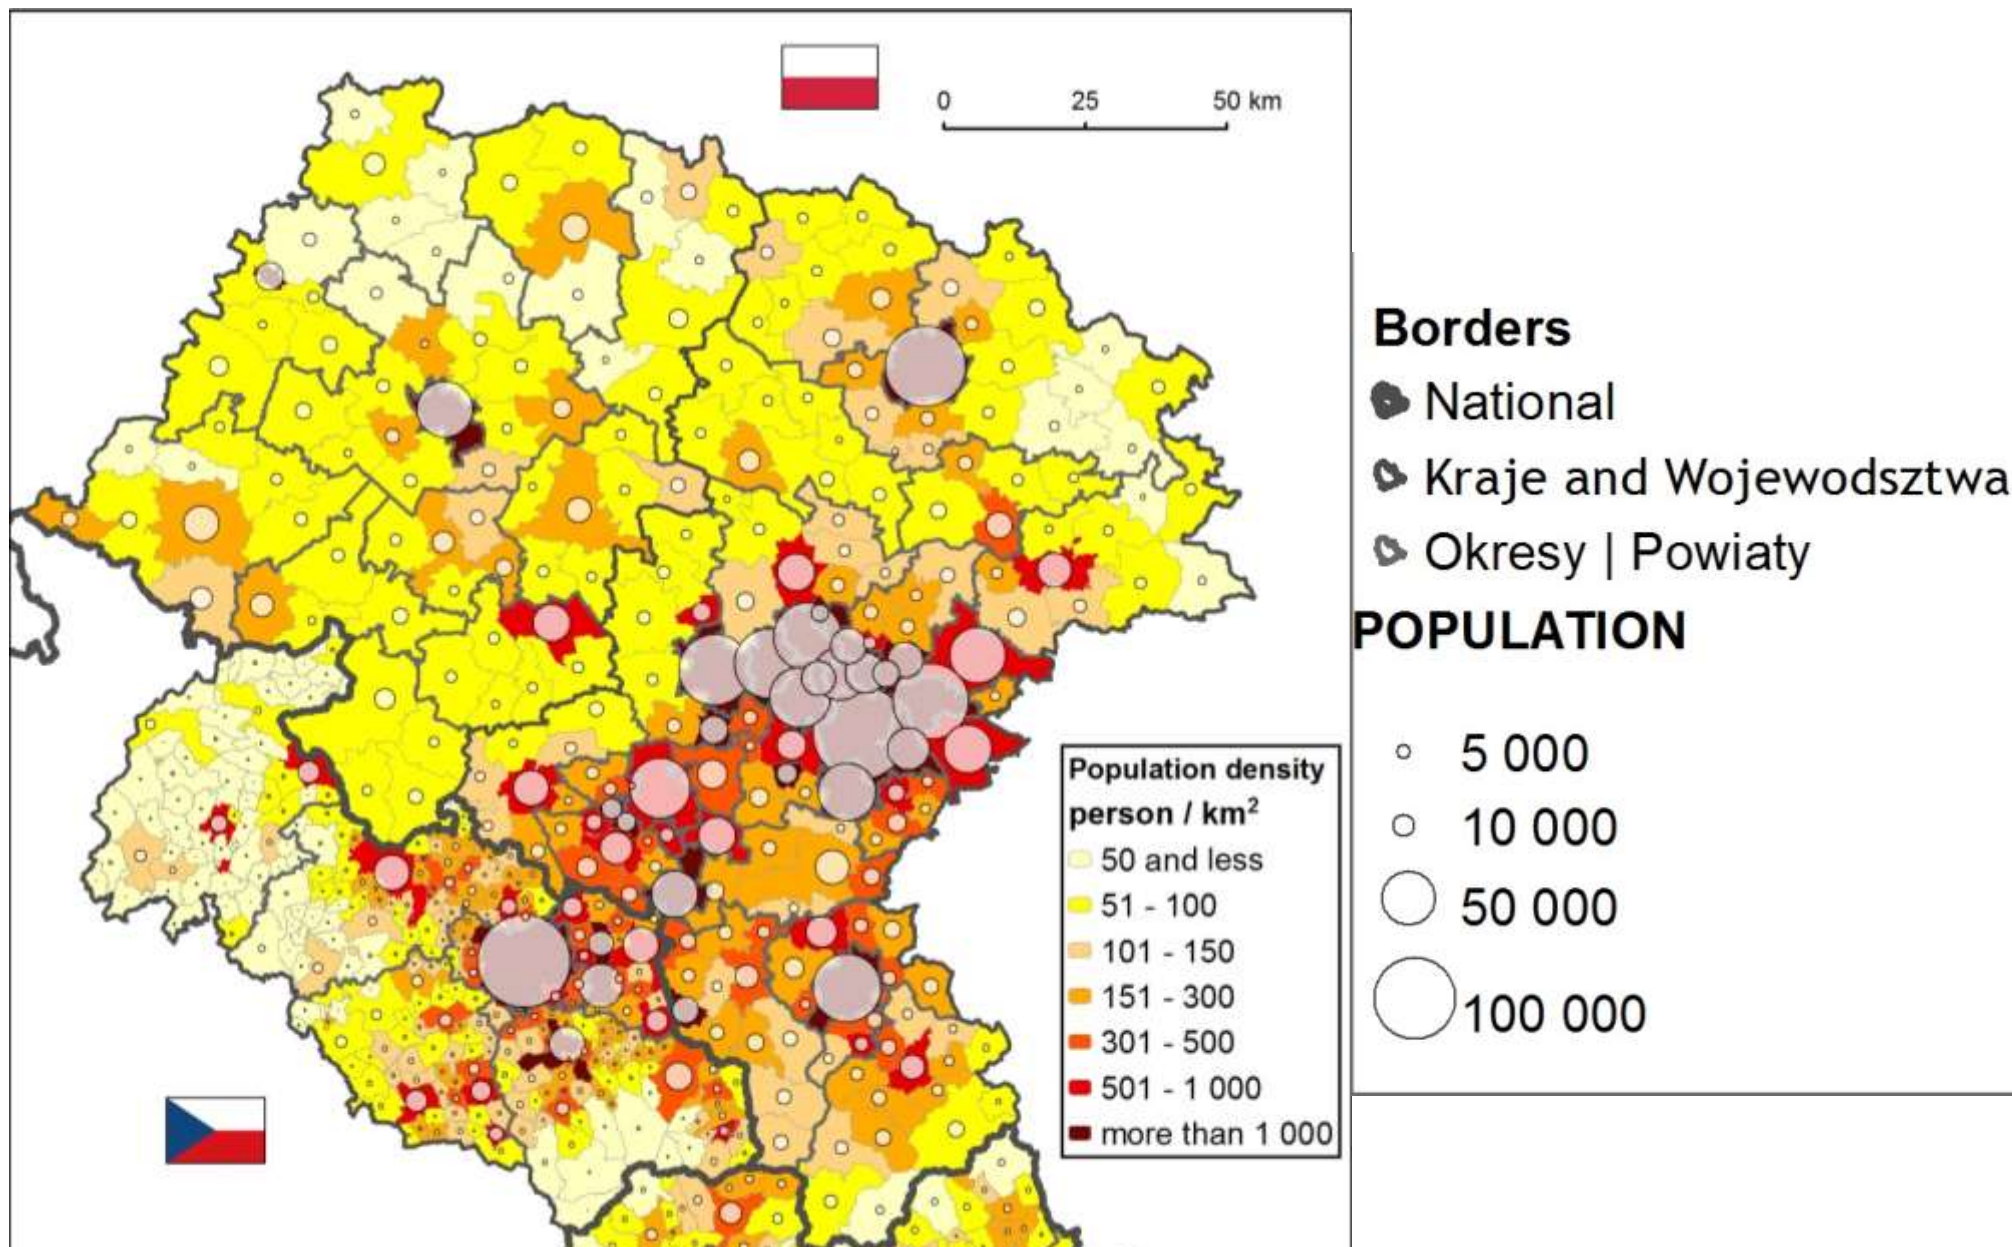 0 25 50 km
Borders
National
Kraje and Wojewodsztwa
Okresy | Powiaty
POPULATION
5 000
10 000
50 000
100 000
Population density
person / km²
50 and less
51 - 100
101 - 150
151 - 300
301 - 500
501 - 1 000
more than 1 000